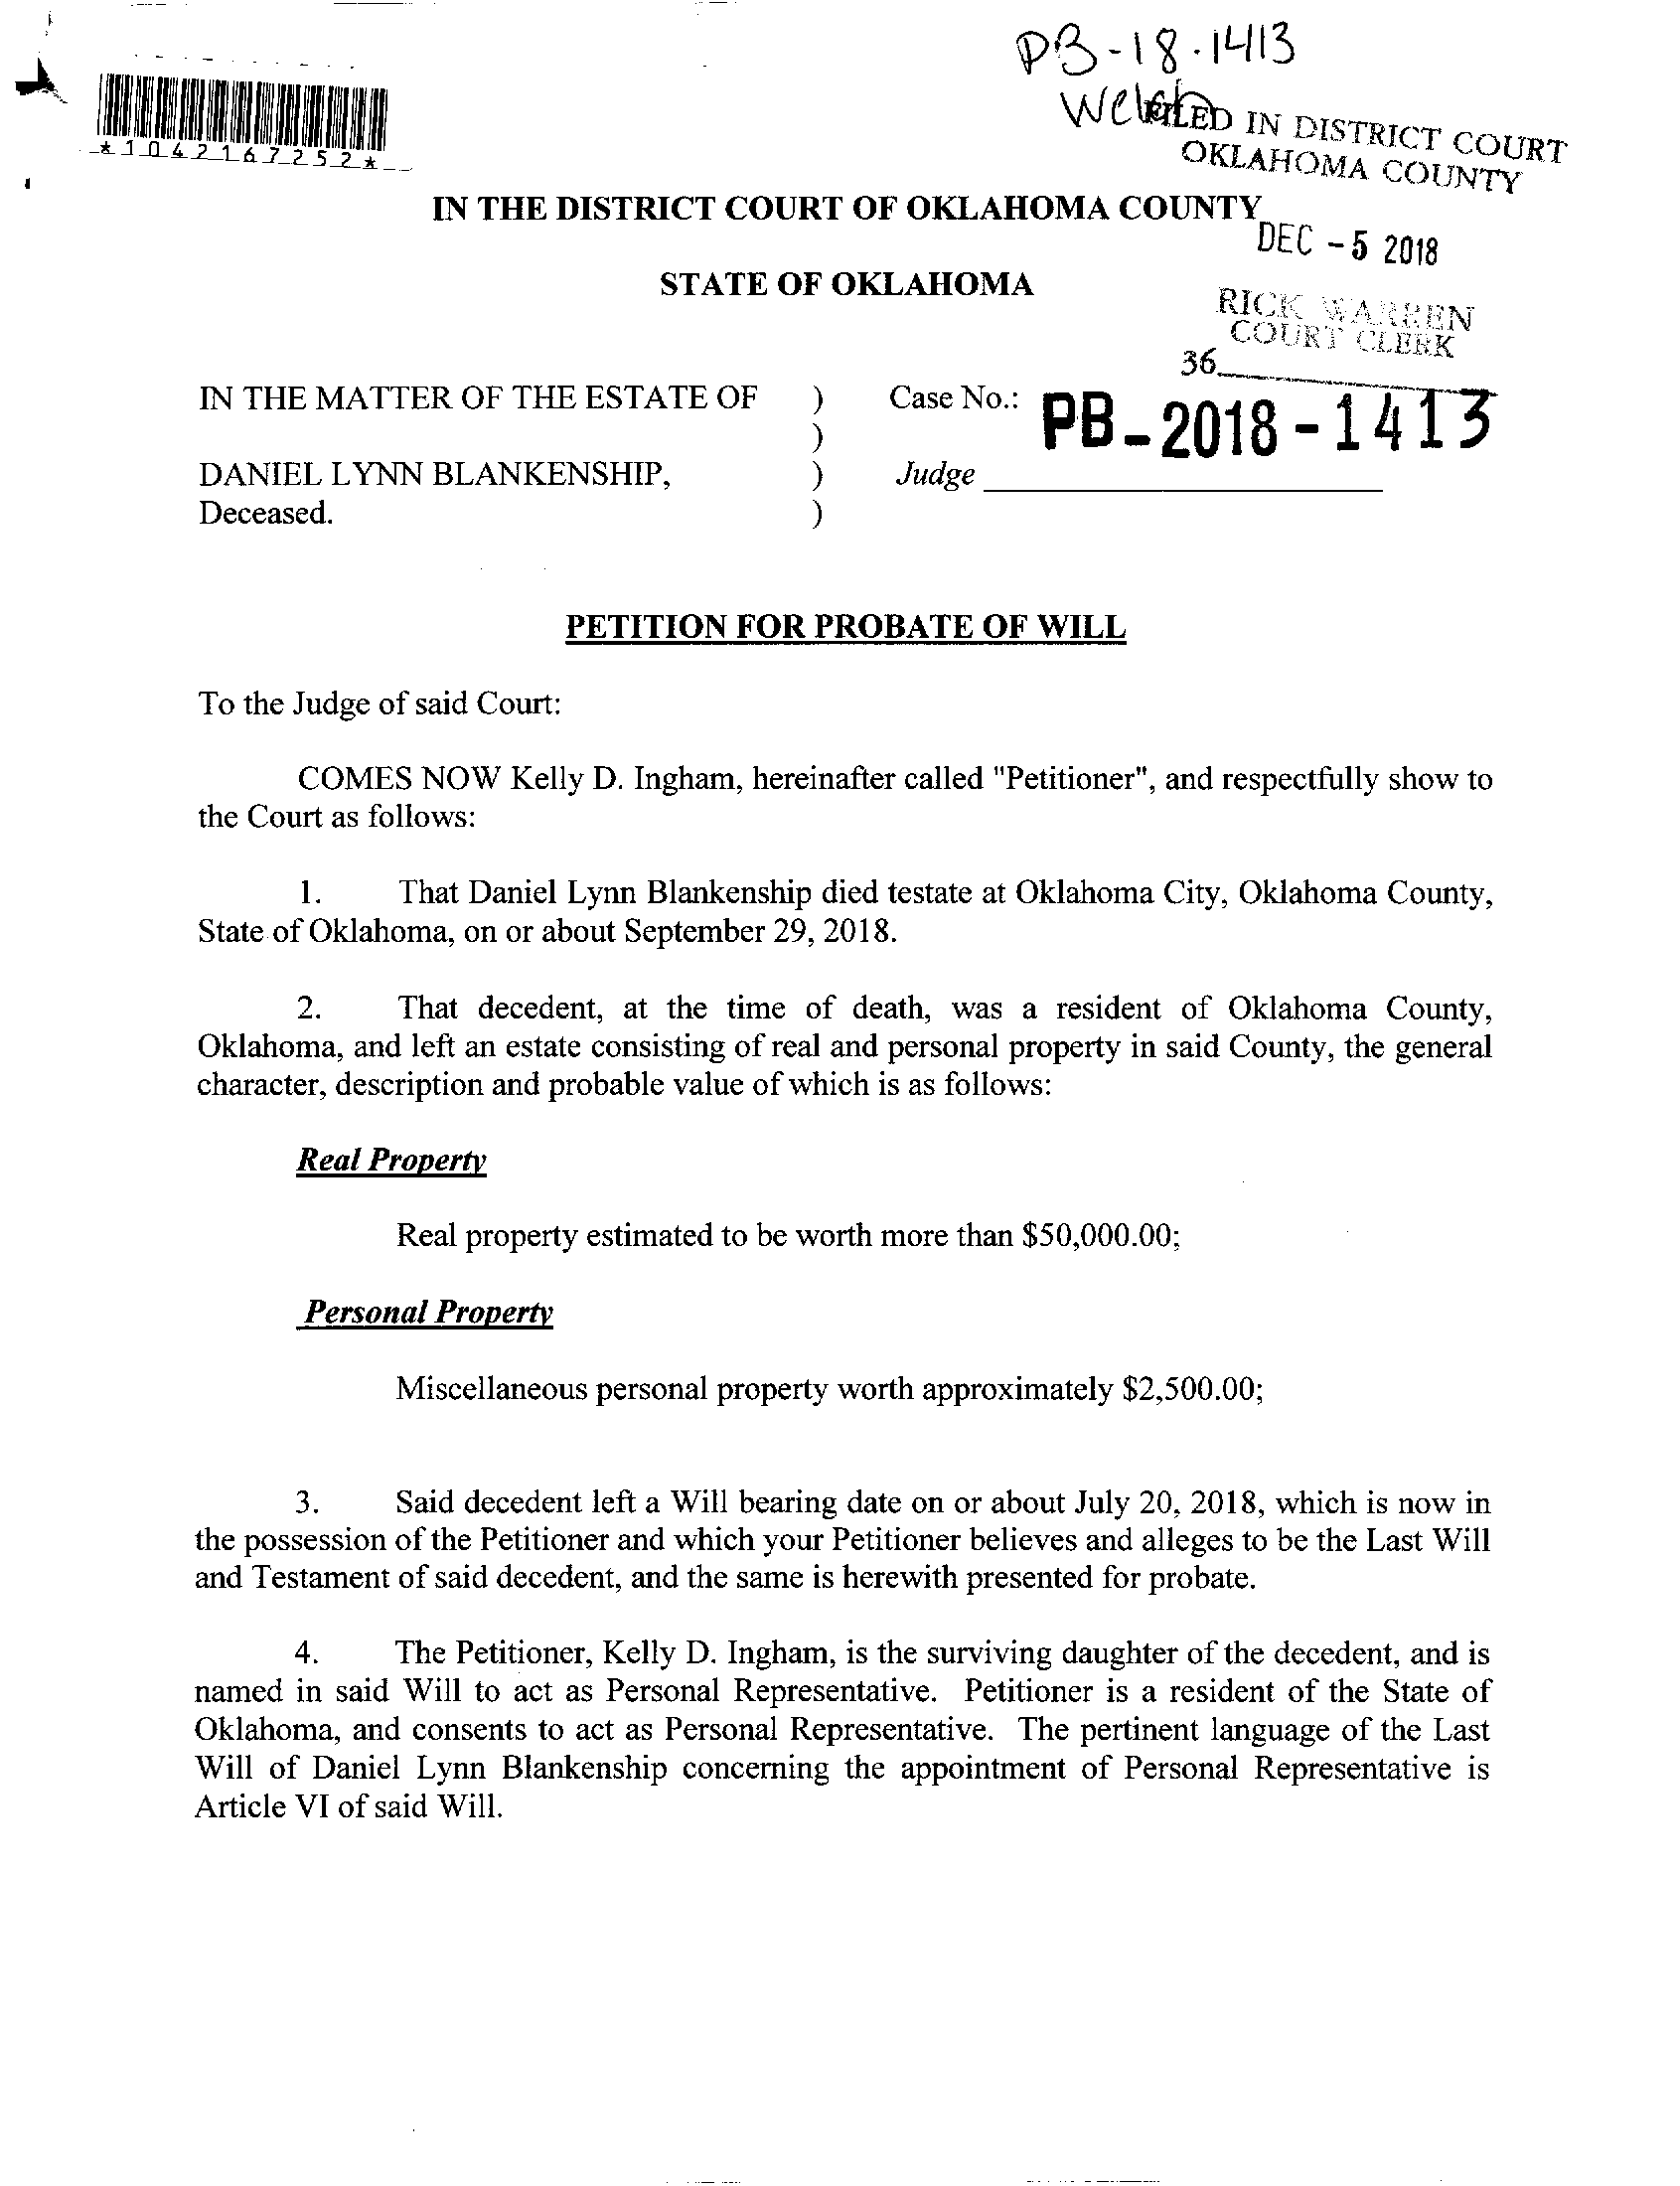 PB-18-1413
Welch
FILED IN DISTRICT COURT
OKLAHOMA COUNTY
*1042167252*
IN THE DISTRICT COURT OF OKLAHOMA COUNTY
DEC -5 2018
STATE OF OKLAHOMA
RICK WARREN
COURT CLERK
36
IN THE MATTER OF THE ESTATE OF ) Case No.: PB-2018-1413
)
DANIEL LYNN BLANKENSHIP, ) Judge
Deceased. )
PETITION FOR PROBATE OF WILL
To the Judge of said Court:
COMES NOW Kelly D. Ingham, hereinafter called "Petitioner", and respectfully show to
the Court as follows:
1. That Daniel Lynn Blankenship died testate at Oklahoma City, Oklahoma County,
State of Oklahoma, on or about September 29, 2018.
2. That decedent, at the time of death, was a resident of Oklahoma County,
Oklahoma, and left an estate consisting of real and personal property in said County, the general
character, description and probable value of which is as follows:
Real Property
Real property estimated to be worth more than $50,000.00;
Personal Property
Miscellaneous personal property worth approximately $2,500.00;
3. Said decedent left a Will bearing date on or about July 20, 2018, which is now in
the possession of the Petitioner and which your Petitioner believes and alleges to be the Last Will
and Testament of said decedent, and the same is herewith presented for probate.
4. The Petitioner, Kelly D. Ingham, is the surviving daughter of the decedent, and is
named in said Will to act as Personal Representative. Petitioner is a resident of the State of
Oklahoma, and consents to act as Personal Representative. The pertinent language of the Last
Will of Daniel Lynn Blankenship concerning the appointment of Personal Representative is
Article VI of said Will.